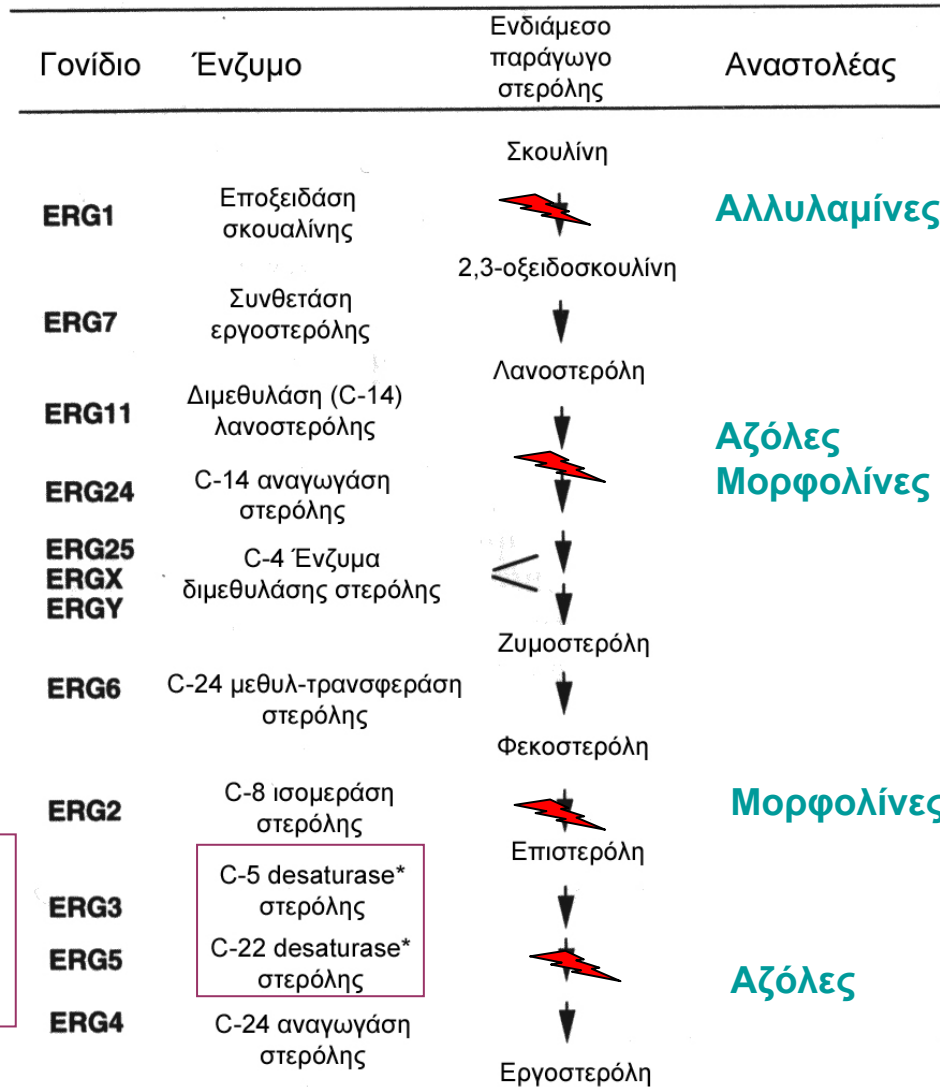 Γονίδιο
Ένζυμο
Ενδιάμεσο
παράγωγο
στερόλης
Αναστολέας
Σκουλίνη
ERG1
Εποξειδάση
σκουαλίνης
Αλλυλαμίνες
2,3-οξειδοσκουλίνη
ERG7
Συνθετάση
εργοστερόλης
Λανοστερόλη
ERG11
Διμεθυλάση (C-14)
λανοστερόλης
Αζόλες
Μορφολίνες
ERG24
C-14 αναγωγάση
στερόλης
ERG25
ERGX
ERGY
C-4 Ένζυμα
διμεθυλάσης στερόλης
Ζυμοστερόλη
ERG6
C-24 μεθυλ-τρανσφεράση
στερόλης
Φεκοστερόλη
ERG2
C-8 ισομεράση
στερόλης
Μορφολίνες
Επιστερόλη
ERG3
C-5 desaturase*
στερόλης
ERG5
C-22 desaturase*
στερόλης
Αζόλες
ERG4
C-24 αναγωγάση
στερόλης
Εργοστερόλη